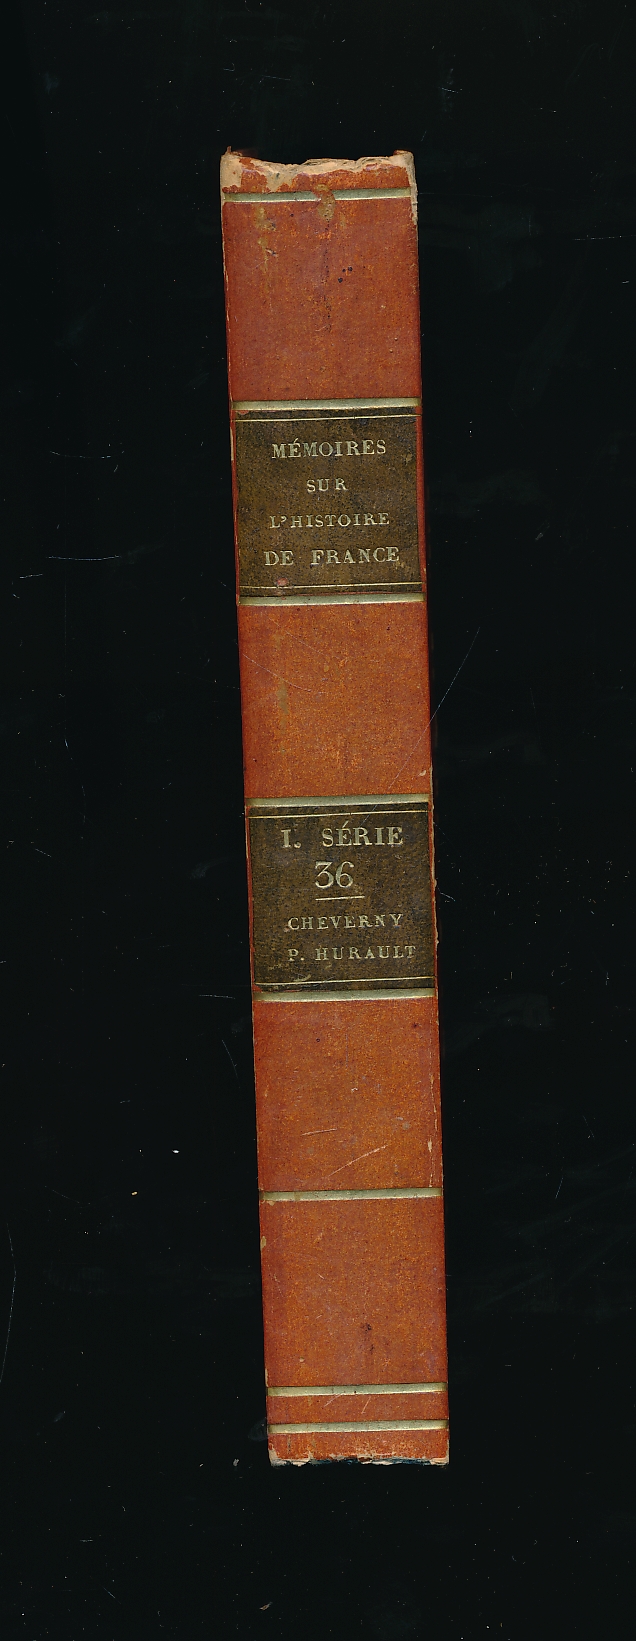 MÉMOIRES
SUR
L'HISTOIRE
DE FRANCE
I. SÉRIE
36
CHEVERNY
P. HURAULT